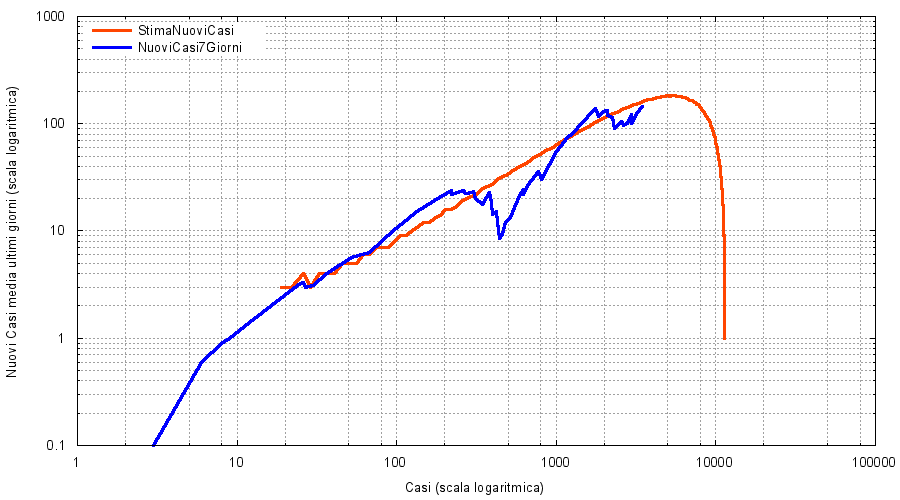 1000
StimaNuoviCasi
NuoviCasi7Giorni
100
10
1
0.1
Nuovi Casi media ultimi giorni (scala logaritmica)
1 10 100 1000 10000 100000
Casi (scala logaritmica)